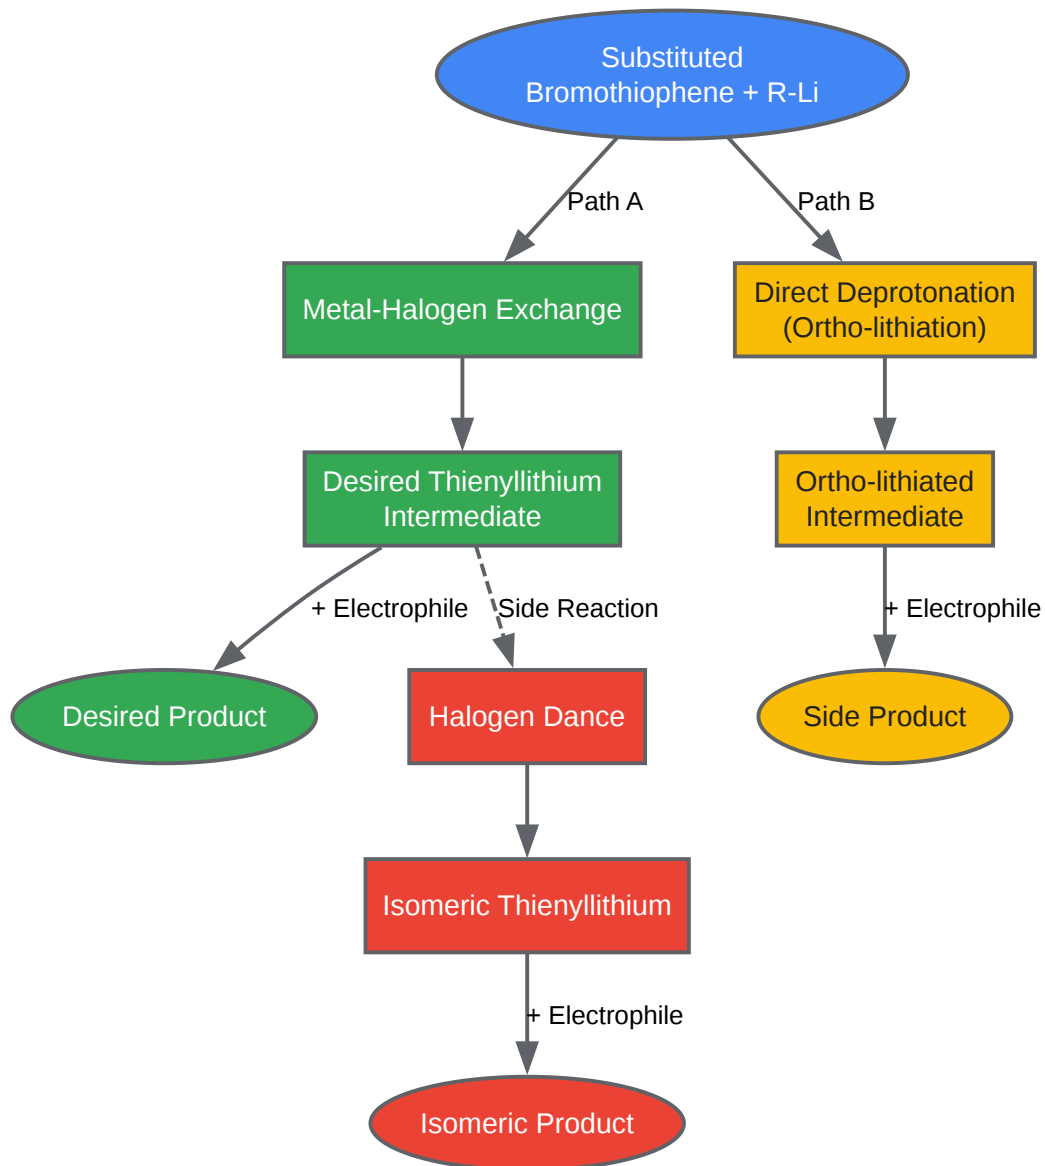 Substituted
Bromothiophene + R-Li
Path A
Path B
Metal-Halogen Exchange
Direct Deprotonation
(Ortho-lithiation)
Desired Thienyllithium
Intermediate
Ortho-lithiated
Intermediate
+ Electrophile
Side Reaction
+ Electrophile
Desired Product
Halogen Dance
Side Product
Isomeric Thienyllithium
+ Electrophile
Isomeric Product